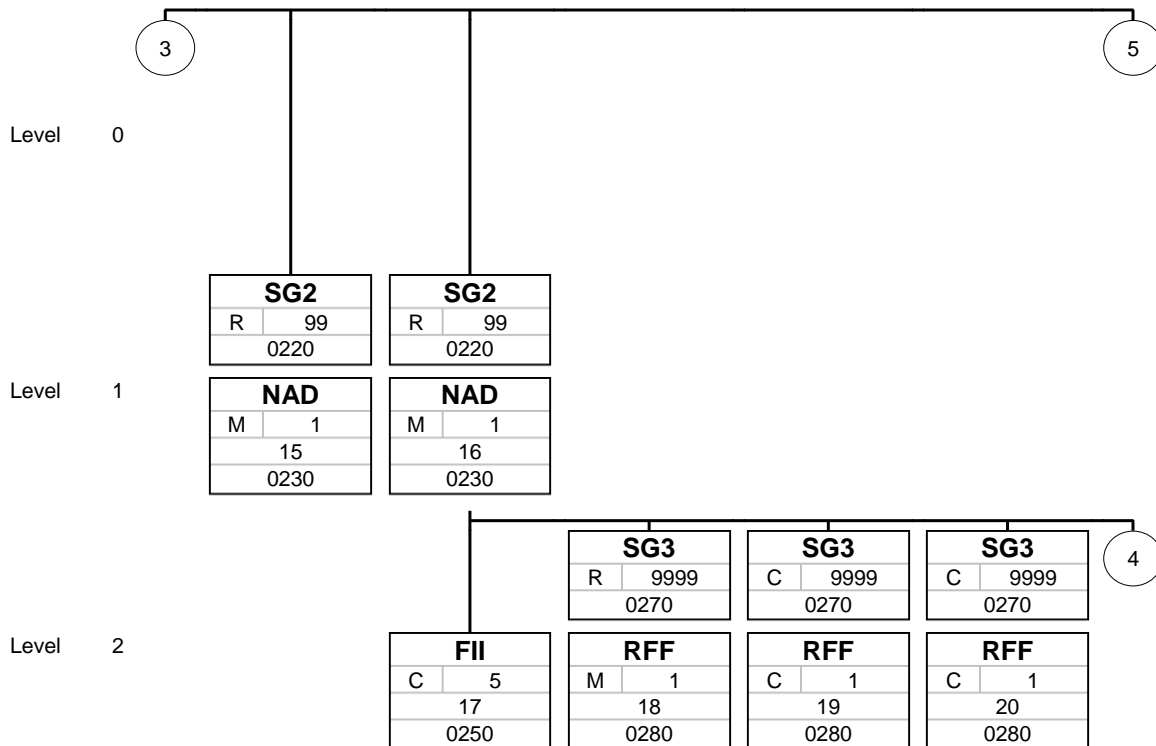 3 5
Level 0
SG2 SG2
R 99 R 99
0220 0220
Level 1
NAD NAD
M 1 M 1
15 16
0230 0230
SG3 SG3 SG3 4
R 9999 C 9999 C 9999
0270 0270 0270
Level 2
FII RFF RFF RFF
C 5 M 1 C 1 C 1
17 18 19 20
0250 0280 0280 0280